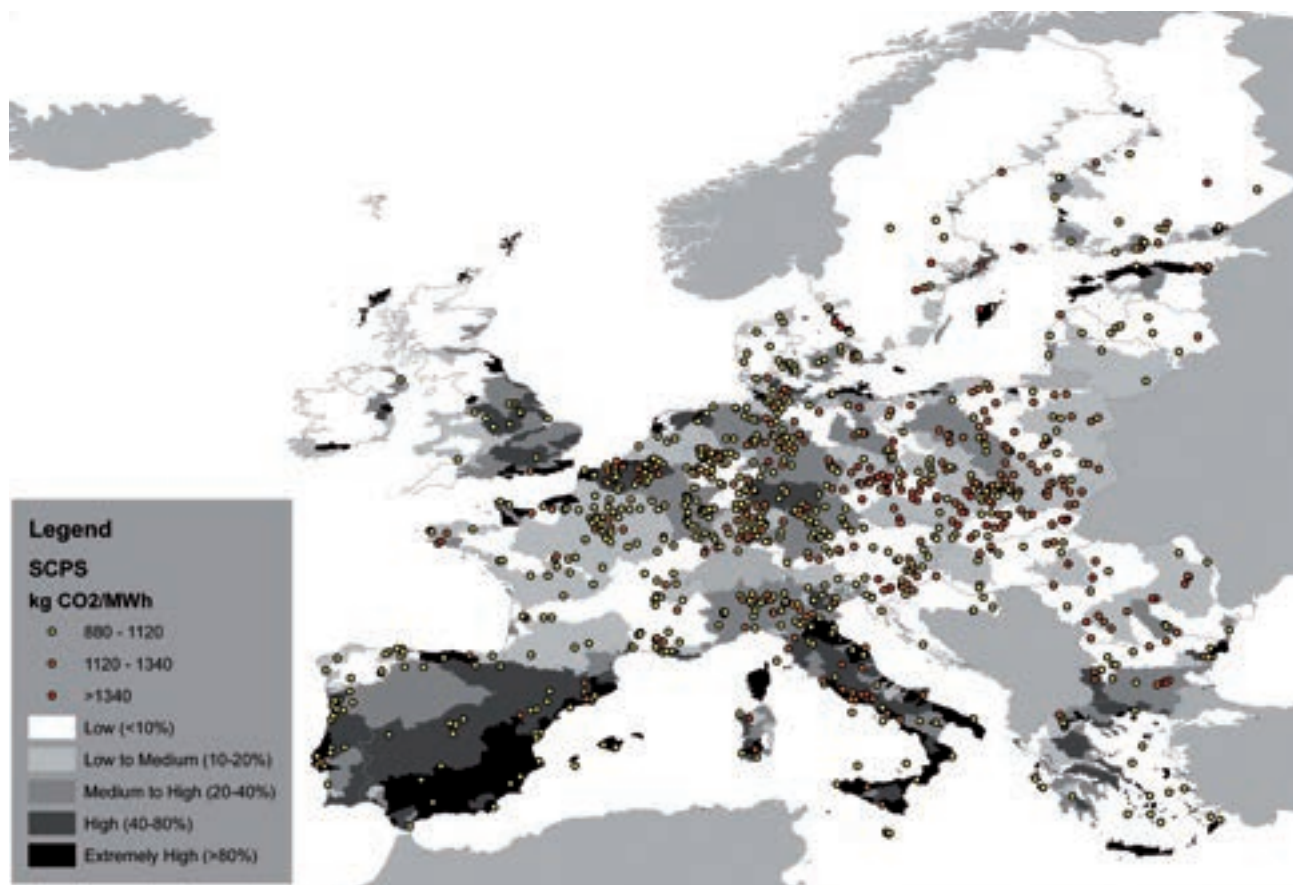 Legend
SCPS
kg CO2/MWh
880 - 1120
1120 - 1340
>1340
Low (<10%)
Low to Medium (10-20%)
Medium to High (20-40%)
High (40-80%)
Extremely High (>80%)